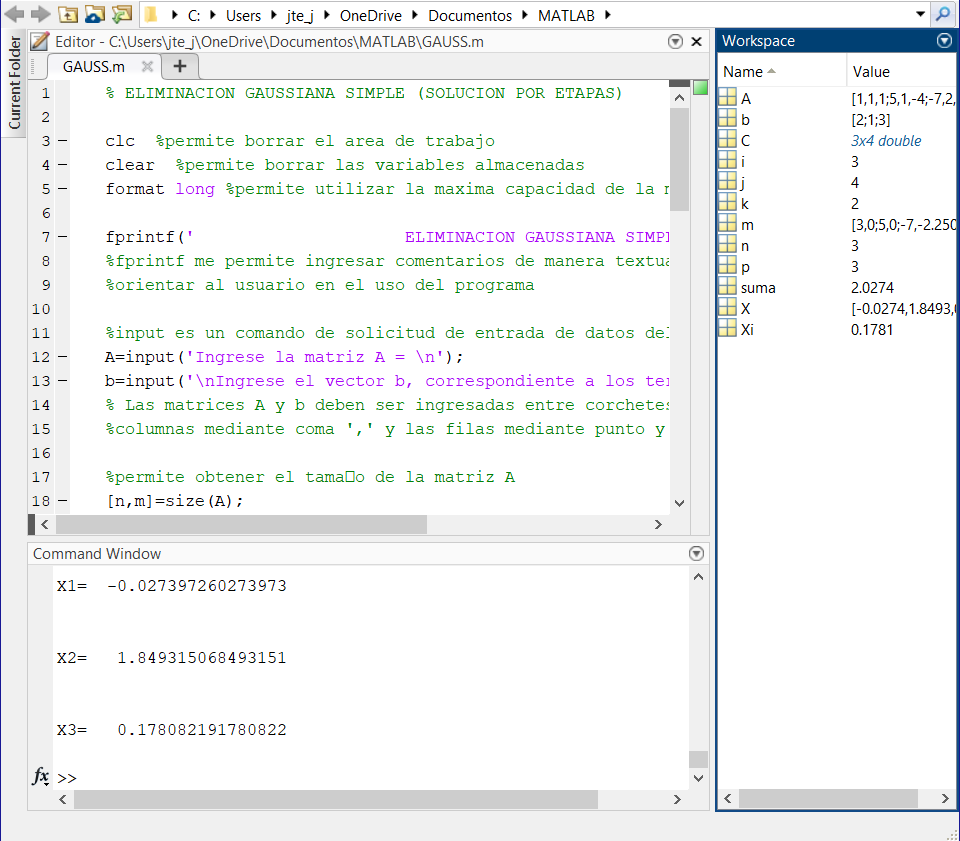 C: Users jte_j OneDrive Documentos MATLAB
Current Folder
Editor - C:\Users\jte_j\OneDrive\Documentos\MATLAB\GAUSS.m
GAUSS.m
1 % ELIMINACION GAUSSIANA SIMPLE (SOLUCION POR ETAPAS)
2
3 – clc %permite borrar el area de trabajo
4 – clear %permite borrar las variables almacenadas
5 – format long %permite utilizar la maxima capacidad de la
6
7 – fprintf(' ELIMINACION GAUSSIANA SIMPL
8 %fprintf me permite ingresar comentarios de manera textua
9 %orientar al usuario en el uso del programa
10
11 %input es un comando de solicitud de entrada de datos del
12 – A=input('Ingrese la matriz A = \n');
13 – b=input('\nIngrese el vector b, correspondiente a los ter
14 % Las matrices A y b deben ser ingresadas entre corchetes
15 %columnas mediante coma ',' y las filas mediante punto y
16
17 %permite obtener el tama□o de la matriz A
18 – [n,m]=size(A);
Command Window
X1= -0.027397260273973
X2= 1.849315068493151
X3= 0.178082191780822
fx >>
Workspace
Name Value
A [1,1,1;5,1,-4;-7,2,
b [2;1;3]
C 3x4 double
i 3
j 4
k 2
m [3,0;5,0;-7,-2.250
n 3
p 3
suma 2.0274
X [-0.0274,1.8493,0
Xi 0.1781